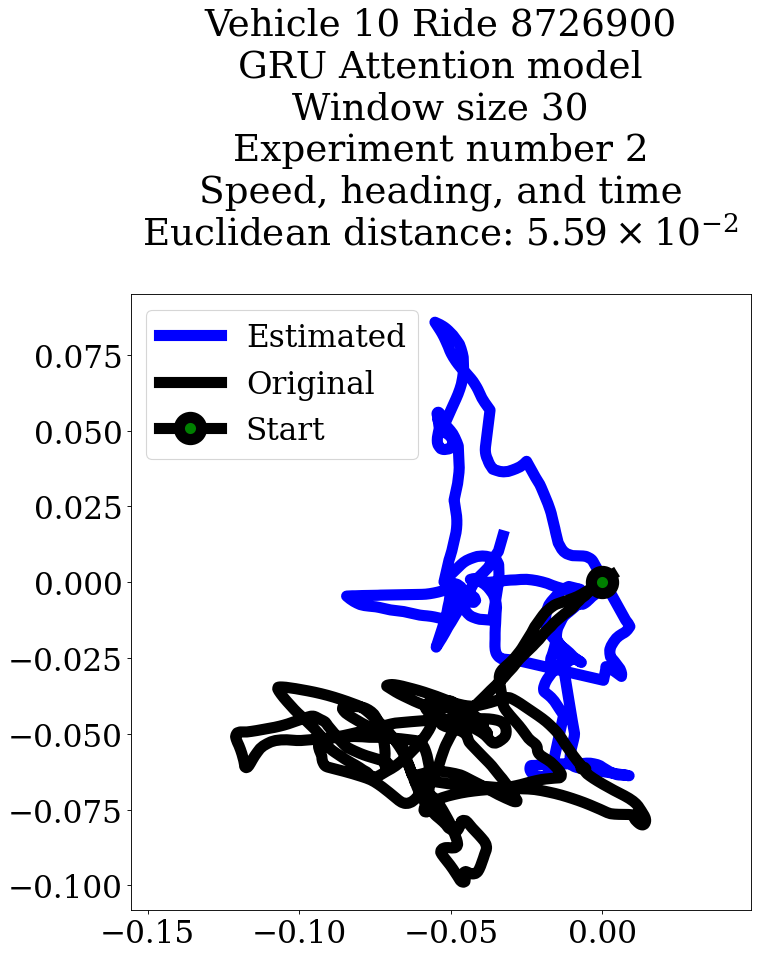 Vehicle 10 Ride 8726900
GRU Attention model
Window size 30
Experiment number 2
Speed, heading, and time
Euclidean distance: 5.59 × 10⁻²
Estimated
Original
Start
0.075
0.050
0.025
0.000
−0.025
−0.050
−0.075
−0.100
−0.15 −0.10 −0.05 0.00